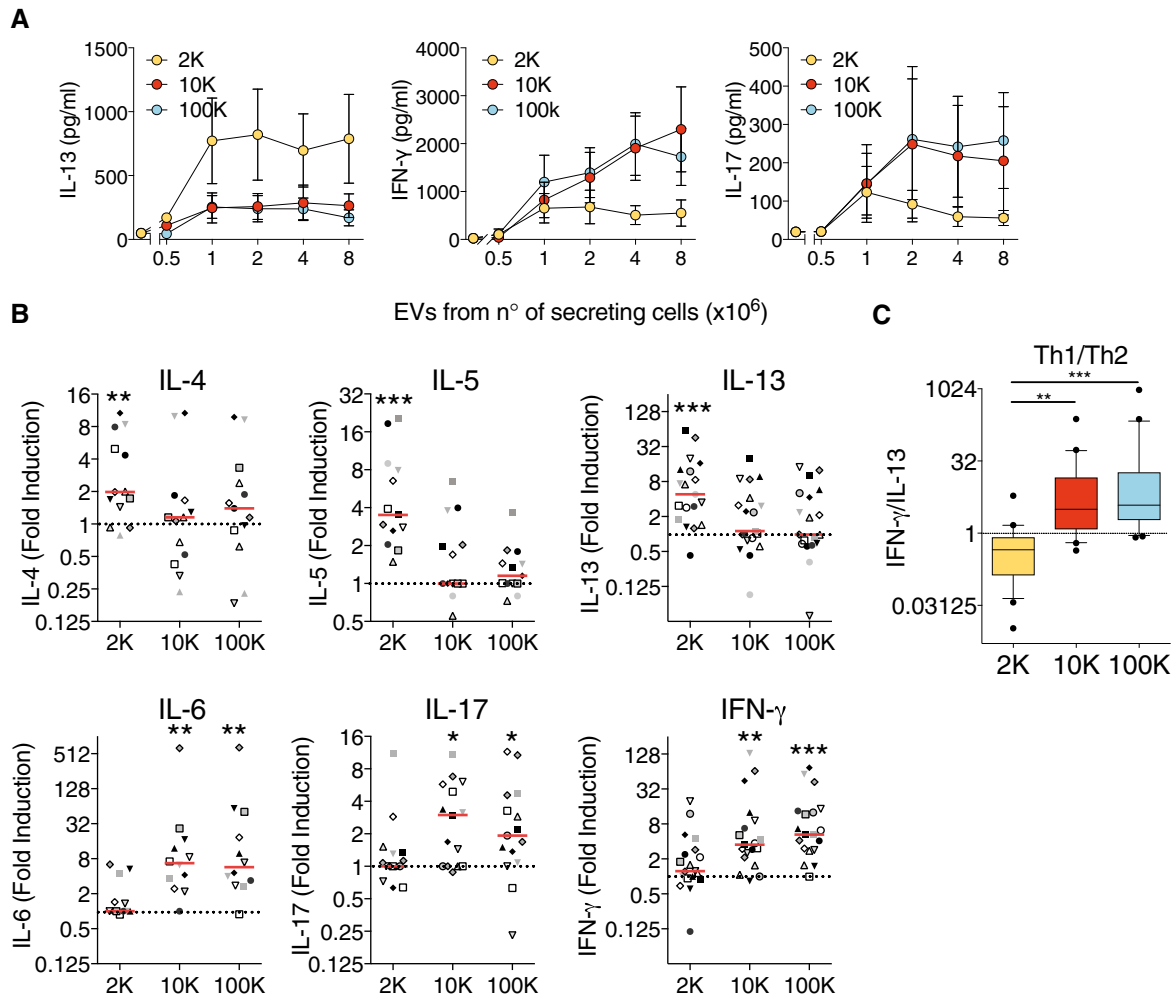 A
1500
1000
500
0
IL-13 (pg/ml)
2K
10K
100K
0.5 1 2 4 8
4000
3000
2000
1000
0
IFN-γ (pg/ml)
2K
10K
100k
0.5 1 2 4 8
500
400
300
200
100
0
IL-17 (pg/ml)
2K
10K
100K
0.5 1 2 4 8
EVs from n° of secreting cells (x10⁶)
B
IL-4
IL-4 (Fold Induction)
16
8
4
2
1
0.5
0.25
0.125
**
2K 10K 100K
IL-5
IL-5 (Fold Induction)
32
16
8
4
2
1
0.5
***
2K 10K 100K
IL-13
IL-13 (Fold Induction)
128
32
8
2
0.5
0.125
***
2K 10K 100K
C
Th1/Th2
***
**
IFN-γ/IL-13
1024
32
1
0.03125
2K 10K 100K
IL-6
IL-6 (Fold Induction)
512
128
32
8
2
0.5
0.125
** **
2K 10K 100K
IL-17
IL-17 (Fold Induction)
16
8
4
2
1
0.5
0.25
0.125
* *
2K 10K 100K
IFN-γ
IFN-γ (Fold Induction)
128
32
8
2
0.5
0.125
** ***
2K 10K 100K